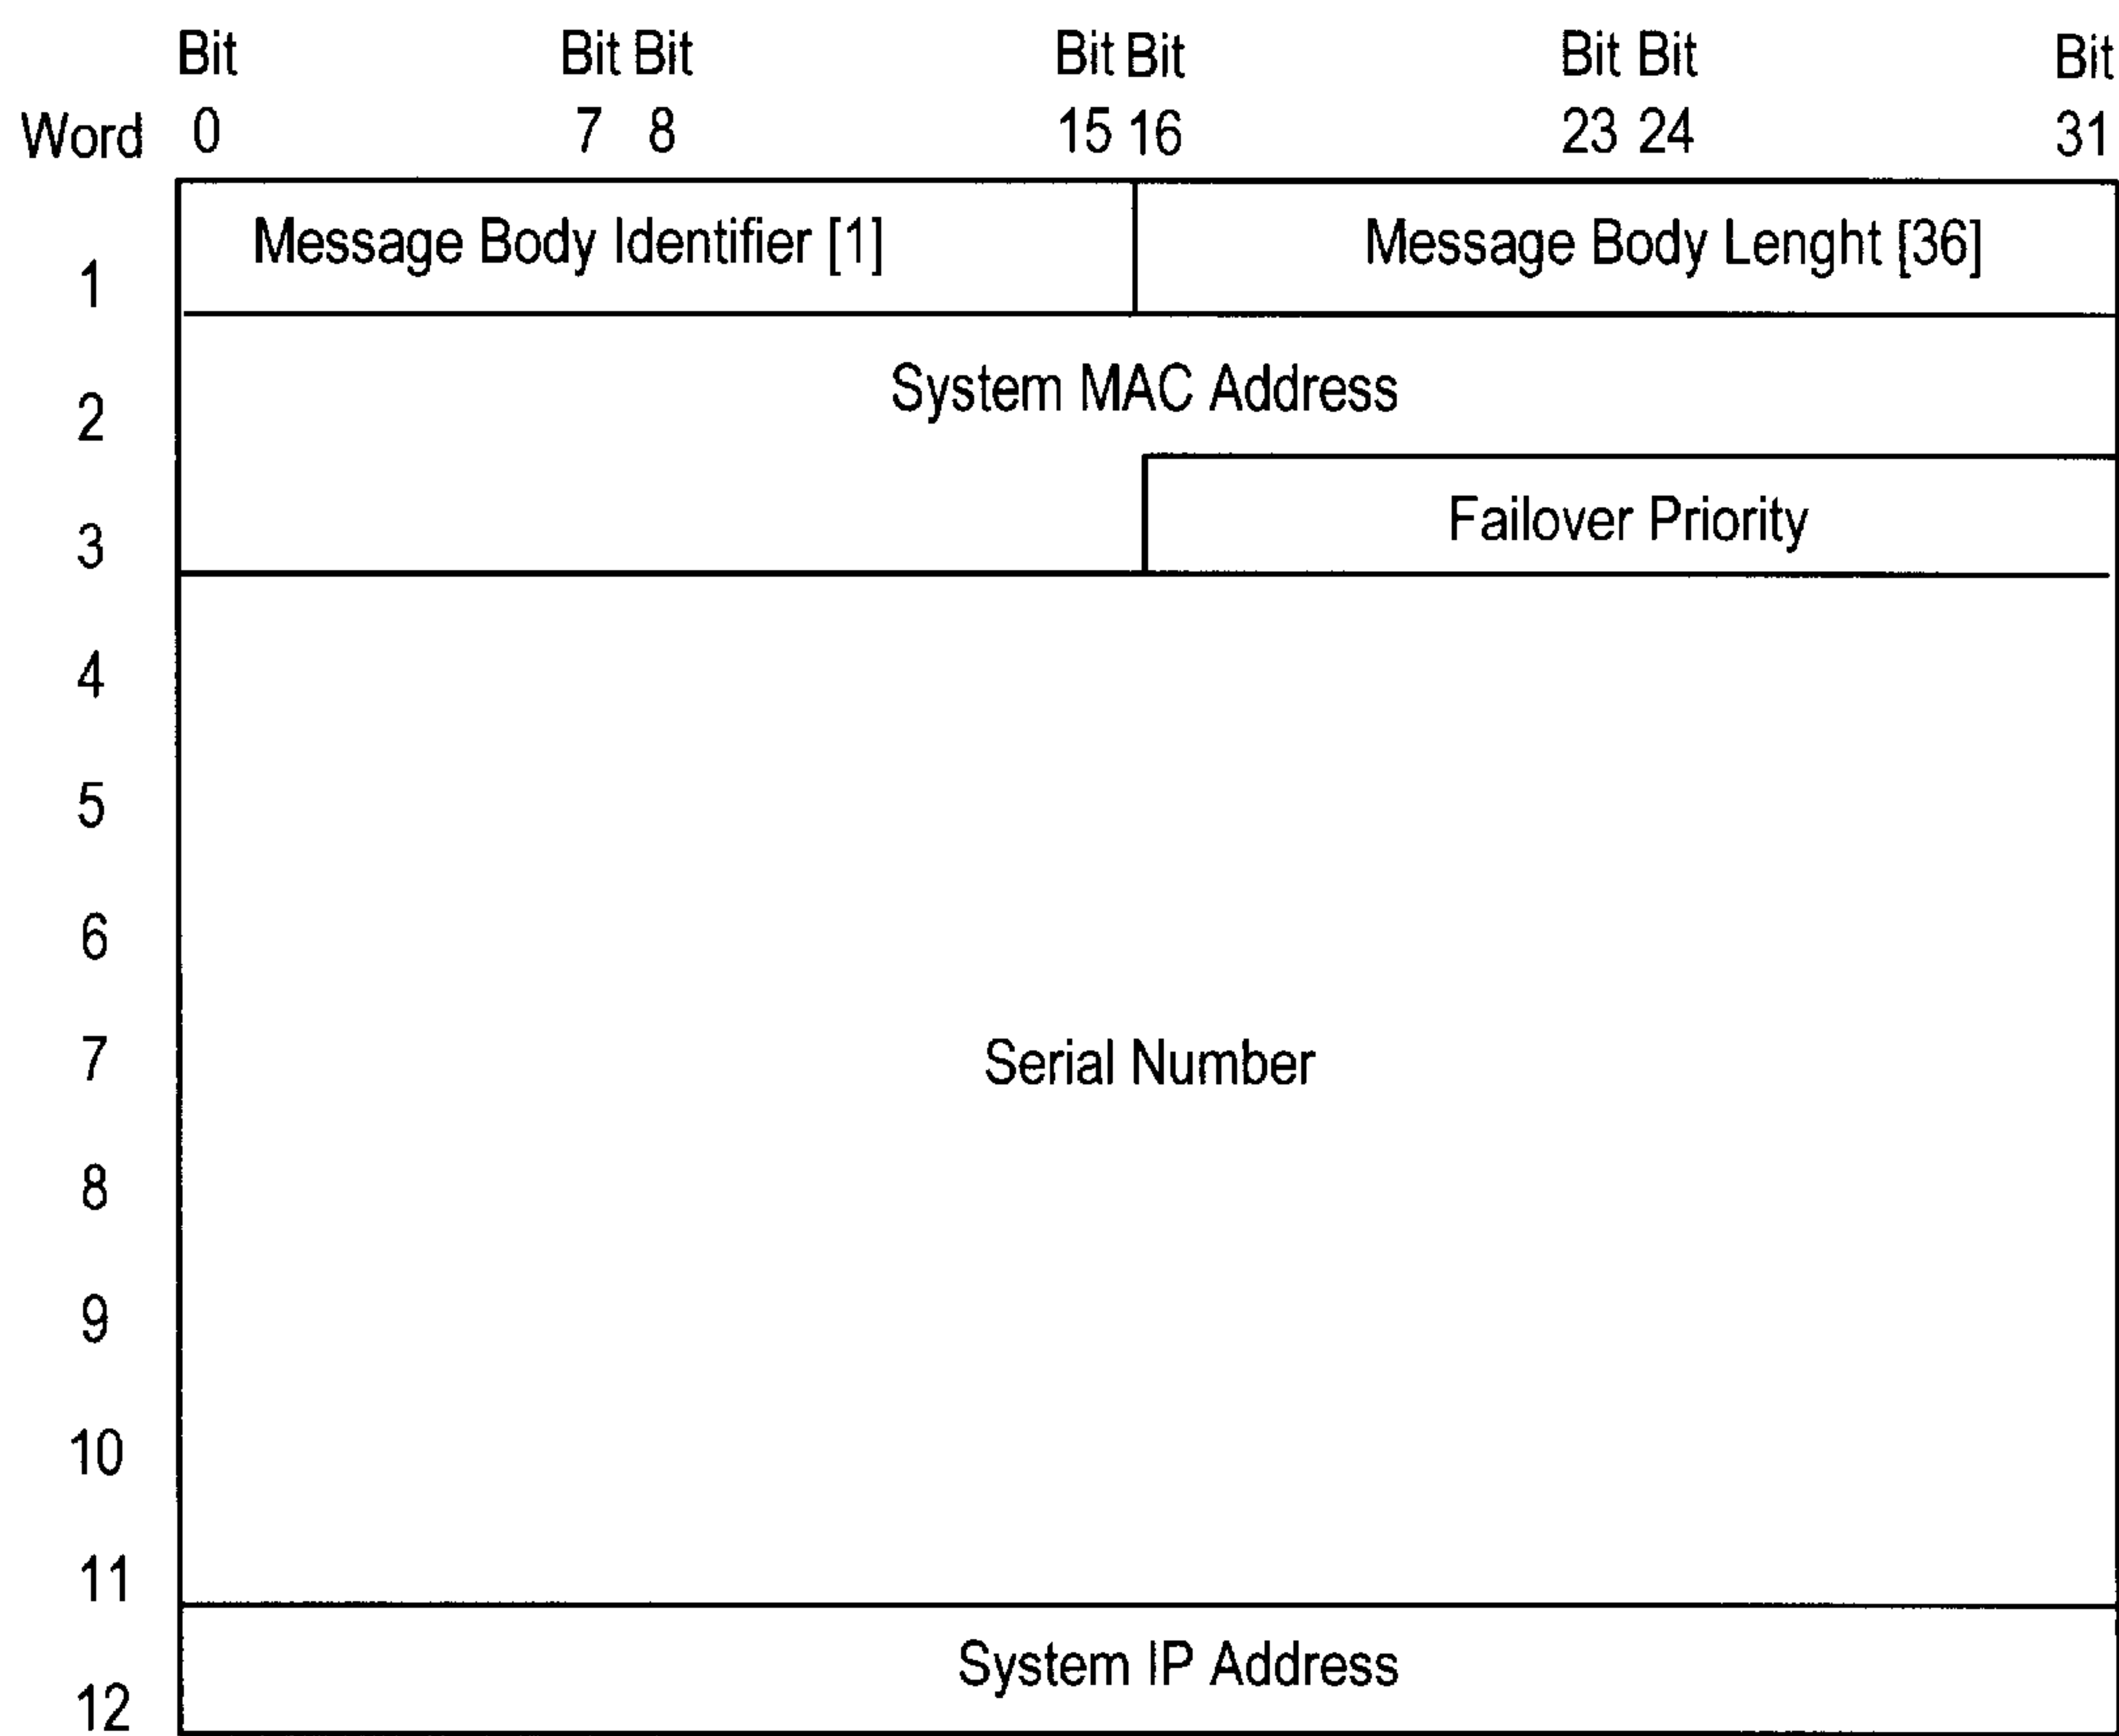 Bit Bit Bit Bit Bit Bit Bit Bit
Word 0 7 8 15 16 23 24 31
1 Message Body Identifier [1] Message Body Lenght [36]
2 System MAC Address
3 Failover Priority
4
5
6
7 Serial Number
8
9
10
11
12 System IP Address